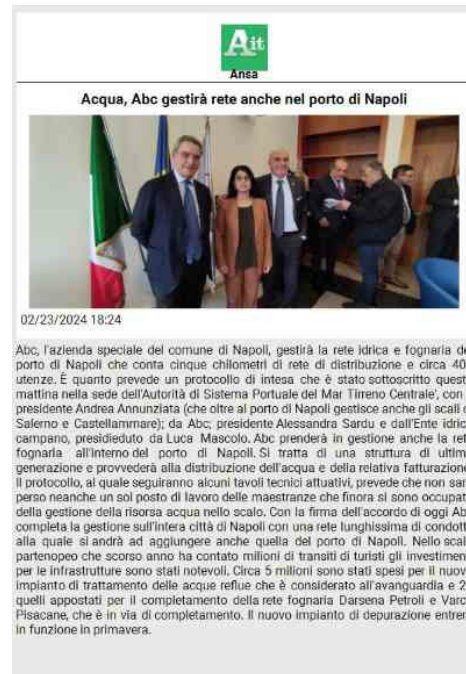 Ait
Ansa
Acqua, Abc gestirà rete anche nel porto di Napoli
02/23/2024 18:24
Abc, l'azienda speciale del comune di Napoli, gestirà la rete idrica e fognaria de
porto di Napoli che conta cinque chilometri di rete di distribuzione e circa 40
utenze. È quanto prevede un protocollo di intesa che è stato sottoscritto quest
mattina nella sede dell'Autorità di Sistema Portuale del Mar Tirreno Centrale', con
presidente Andrea Annunziata (che oltre al porto di Napoli gestisce anche gli scali
Salerno e Castellammare); da Abc; presidente Alessandra Sardu e dall'Ente idric
campano, presidieduto da Luca Mascolo. Abc prenderà in gestione anche la ret
fognaria all'interno del porto di Napoli. Si tratta di una struttura di ultim
generazione e provvederà alla distribuzione dell'acqua e della relativa fatturazione
Il protocollo, al quale seguiranno alcuni tavoli tecnici attuativi, prevede che non sar
perso neanche un sol posto di lavoro delle maestranze che finora si sono occupat
della gestione della risorsa acqua nello scalo. Con la firma dell'accordo di oggi Ab
completa la gestione sull'intera città di Napoli con una rete lunghissima di condott
alla quale si andrà ad aggiungere anche quella del porto di Napoli. Nello scal
partenopeo che scorso anno ha contato milioni di transiti di turisti gli investimen
per le infrastrutture sono stati notevoli. Circa 5 milioni sono stati spesi per il nuov
impianto di trattamento delle acque reflue che è considerato all'avanguardia e 2
quelli appostati per il completamento della rete fognaria Darsena Petroli e Varc
Pisacane, che è in via di completamento. Il nuovo impianto di depurazione entrer
in funzione in primavera.